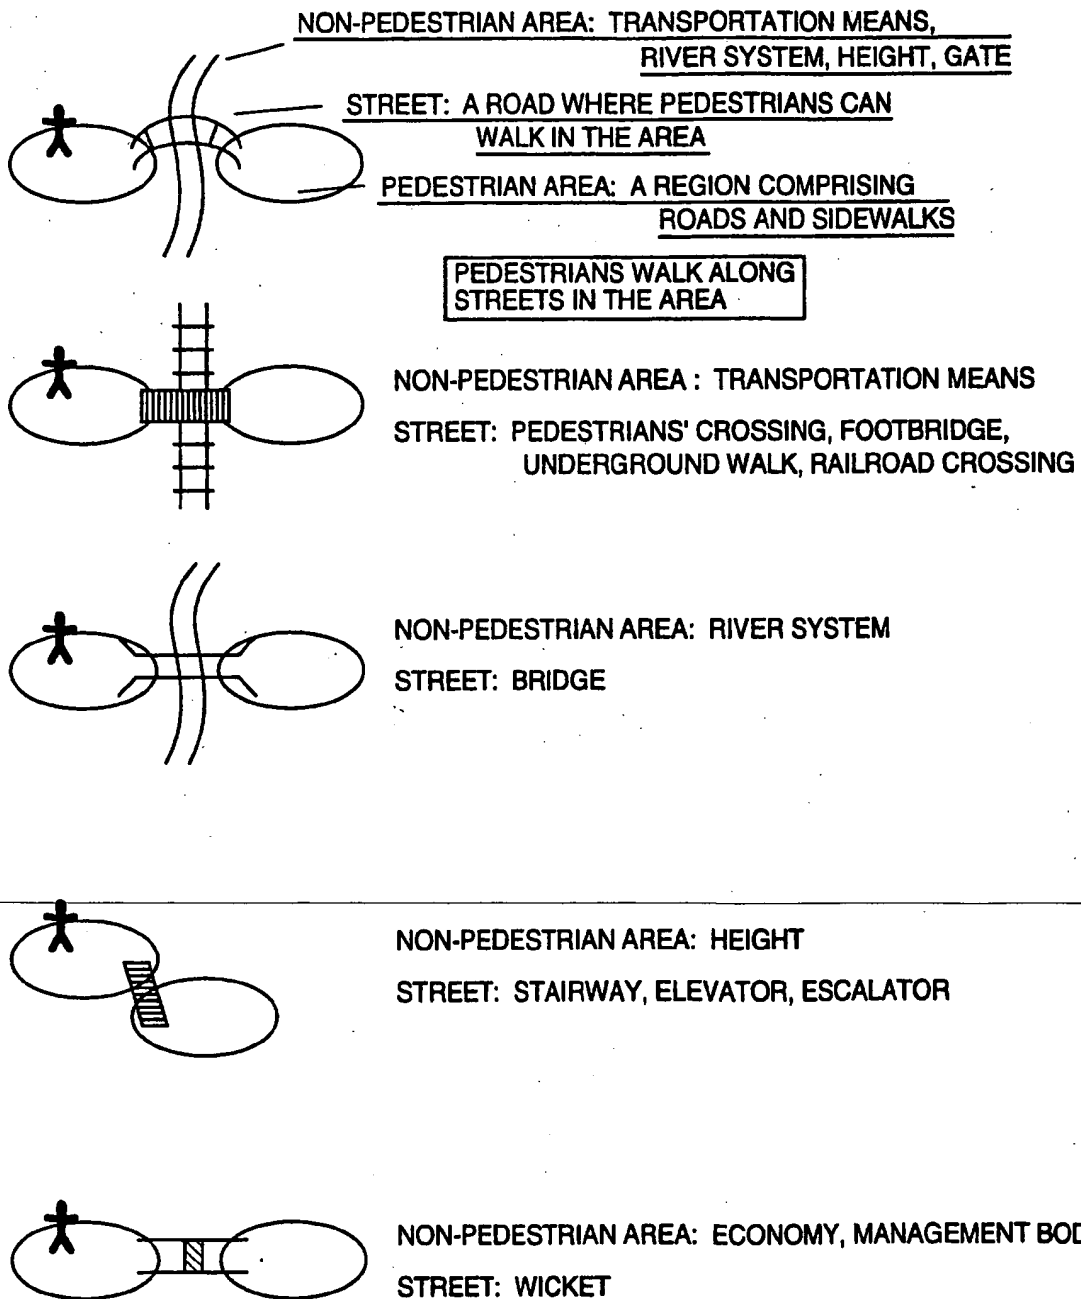 NON-PEDESTRIAN AREA: TRANSPORTATION MEANS,
RIVER SYSTEM, HEIGHT, GATE
STREET: A ROAD WHERE PEDESTRIANS CAN
WALK IN THE AREA
PEDESTRIAN AREA: A REGION COMPRISING
ROADS AND SIDEWALKS
PEDESTRIANS WALK ALONG
STREETS IN THE AREA
NON-PEDESTRIAN AREA : TRANSPORTATION MEANS
STREET: PEDESTRIANS' CROSSING, FOOTBRIDGE,
UNDERGROUND WALK, RAILROAD CROSSING
NON-PEDESTRIAN AREA: RIVER SYSTEM
STREET: BRIDGE
NON-PEDESTRIAN AREA: HEIGHT
STREET: STAIRWAY, ELEVATOR, ESCALATOR
NON-PEDESTRIAN AREA: ECONOMY, MANAGEMENT
STREET: WICKET